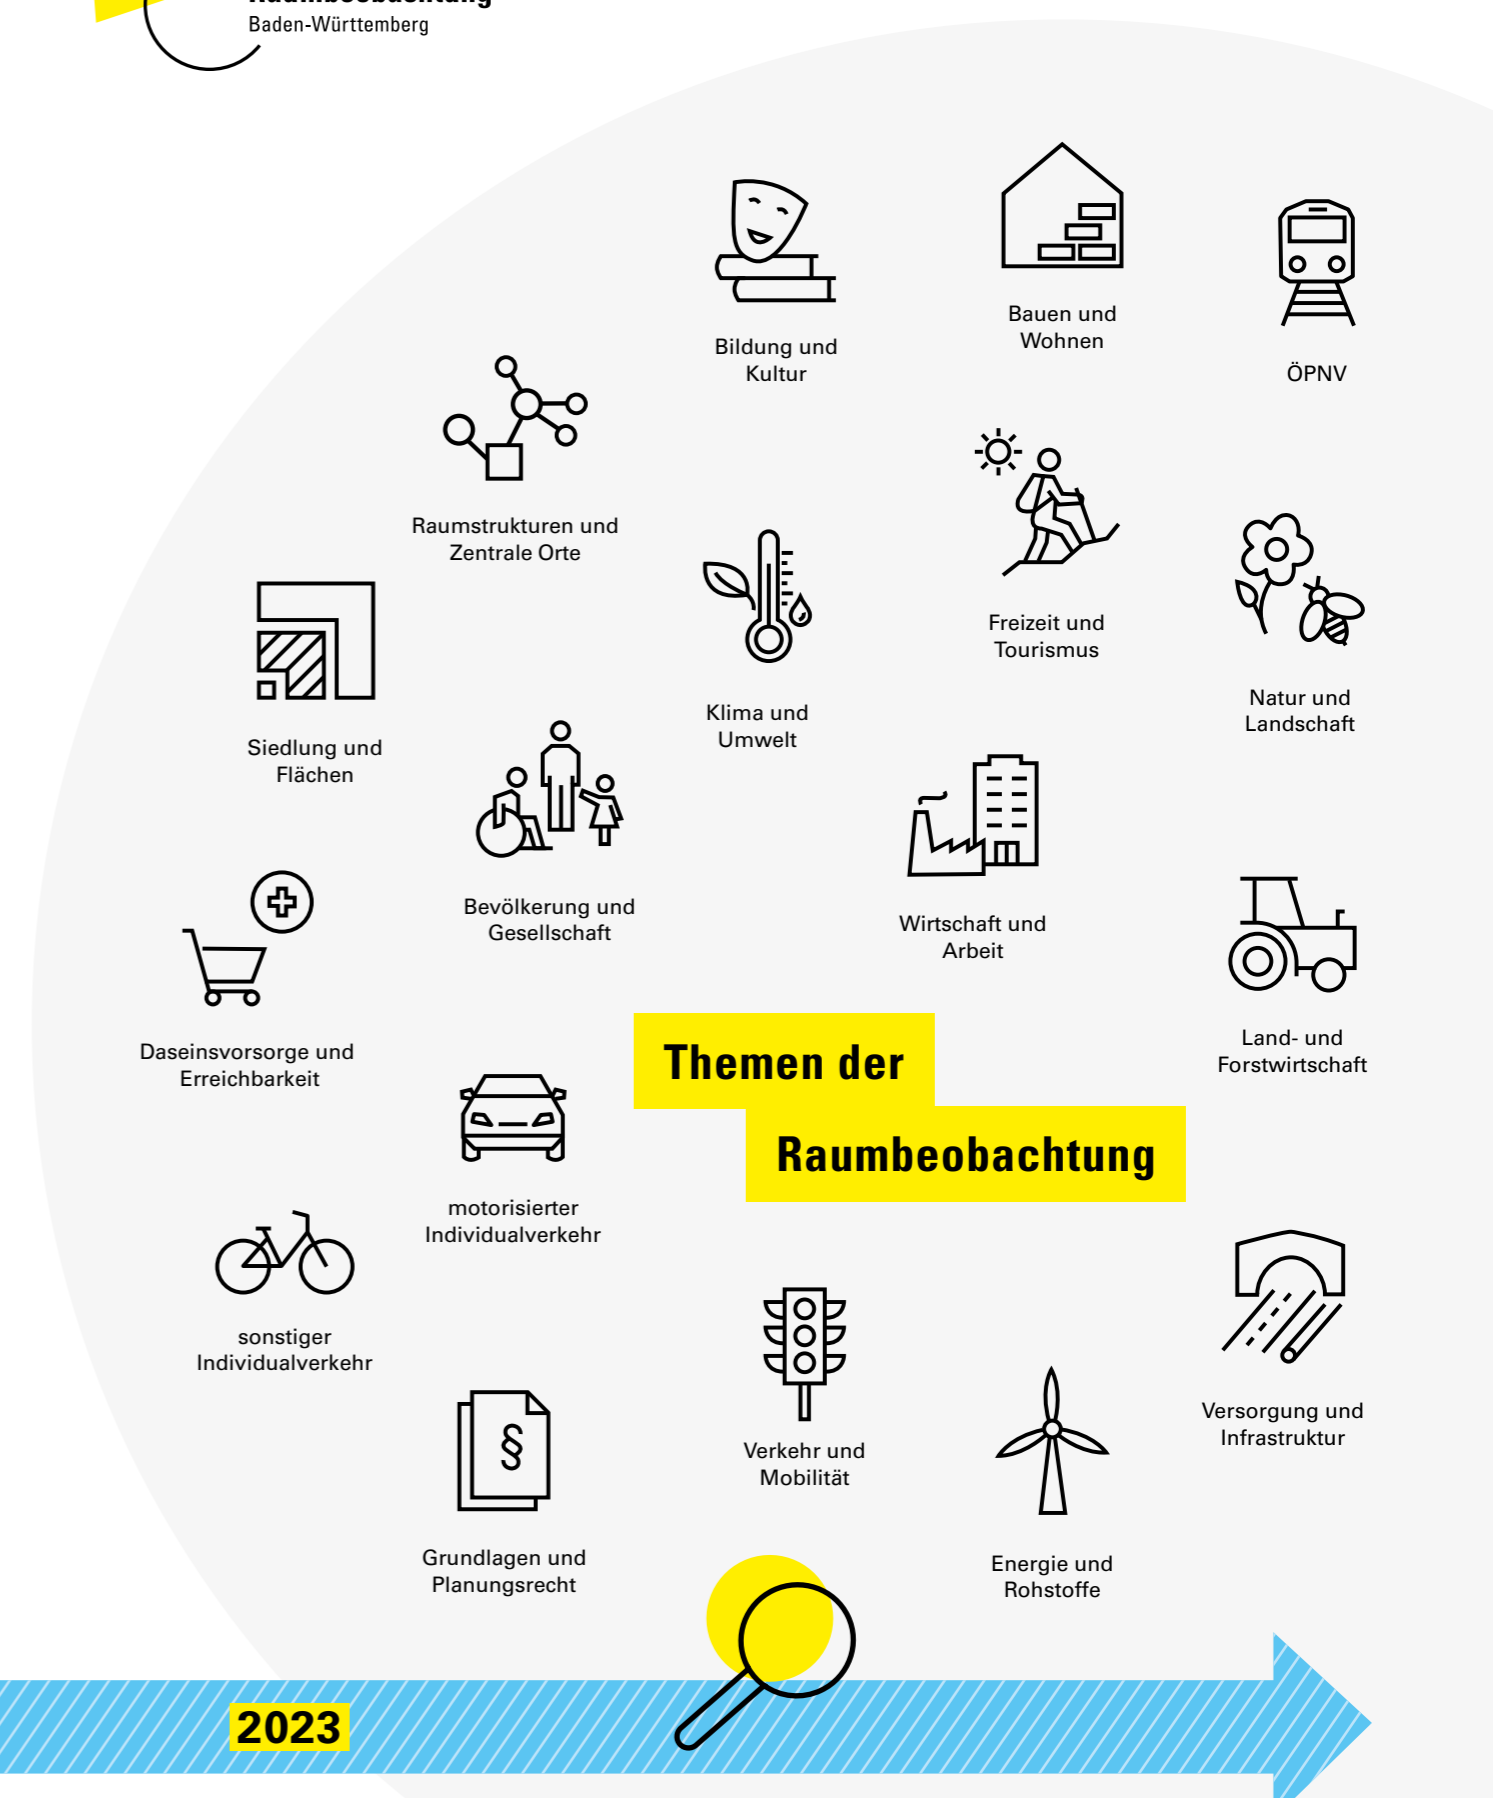 Raumbeobachtung
Baden-Württemberg
Bildung und
Kultur
Bauen und
Wohnen
ÖPNV
Raumstrukturen und
Zentrale Orte
Freizeit und
Tourismus
Natur und
Landschaft
Klima und
Umwelt
Siedlung und
Flächen
Bevölkerung und
Gesellschaft
Wirtschaft und
Arbeit
Land- und
Forstwirtschaft
Daseinsvorsorge und
Erreichbarkeit
Themen der
Raumbeobachtung
motorisierter
Individualverkehr
sonstiger
Individualverkehr
Verkehr und
Mobilität
Versorgung und
Infrastruktur
§
Grundlagen und
Planungsrecht
Energie und
Rohstoffe
2023